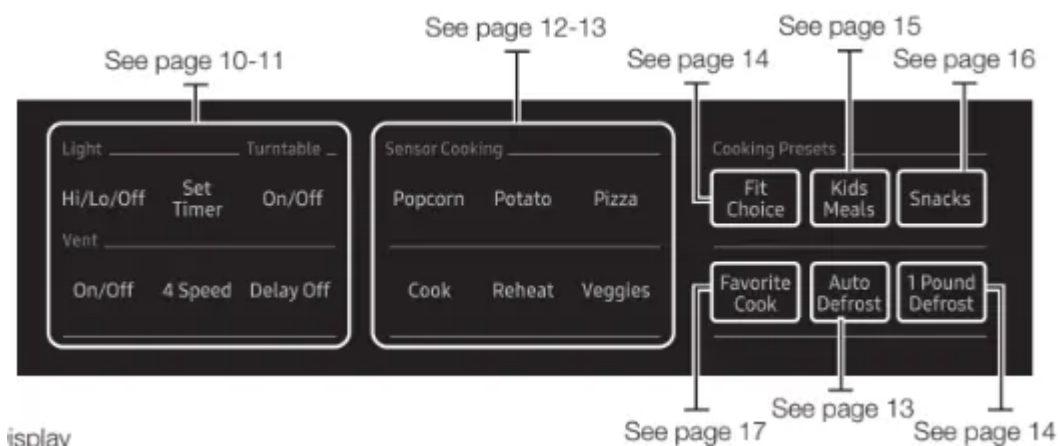 See page 12-13
See page 15
See page 10-11
See page 14
See page 16
Light
Turntable
Hi/Lo/Off
Set
Timer
On/Off
Vent
On/Off
4 Speed
Delay Off
Sensor Cooking
Popcorn
Potato
Pizza
Cook
Reheat
Veggies
Cooking Presets
Fit
Choice
Kids
Meals
Snacks
Favorite
Cook
Auto
Defrost
1 Pound
Defrost
See page 17
See page 13
See page 14
isplay